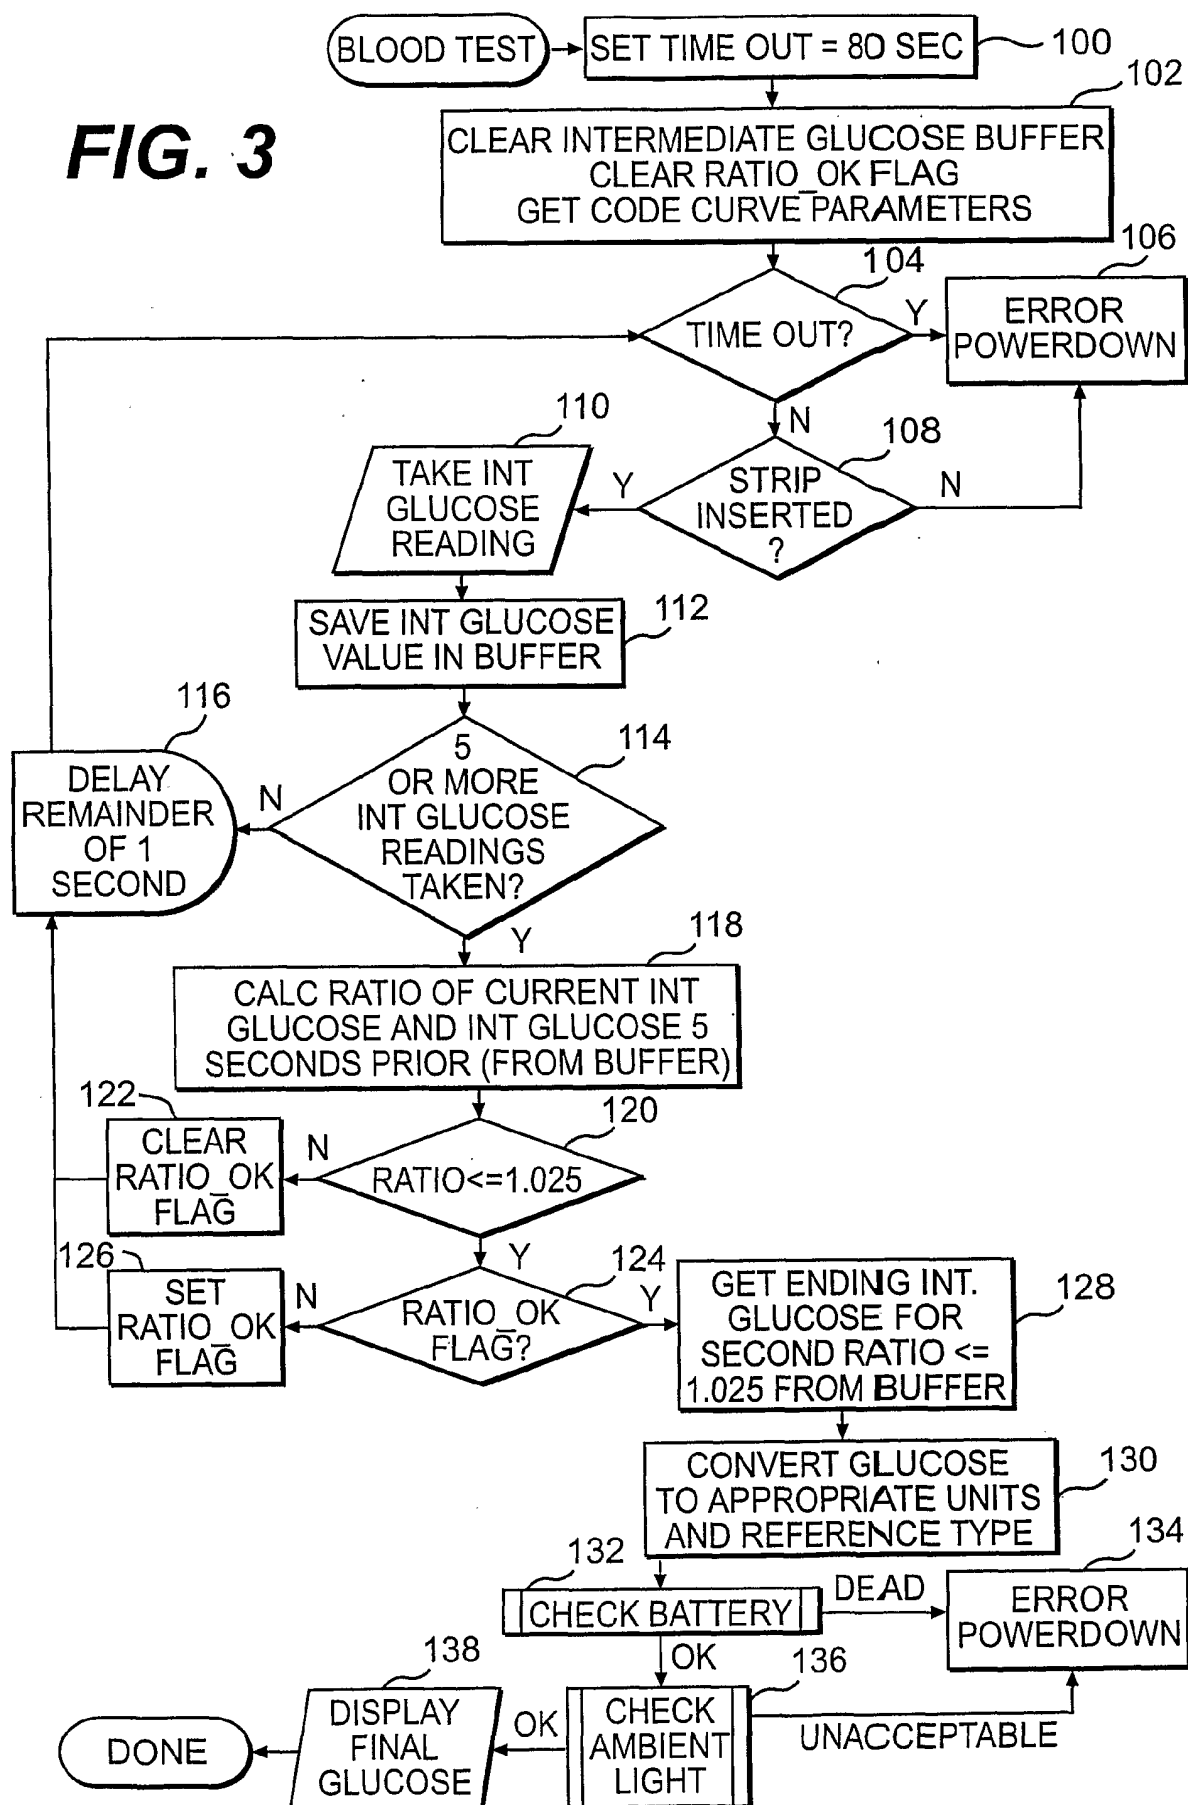 BLOOD TEST
SET TIME OUT = 80 SEC
100
102
FIG. 3
CLEAR INTERMEDIATE GLUCOSE BUFFER
CLEAR RATIO_OK FLAG
GET CODE CURVE PARAMETERS
104
106
TIME OUT?
Y
ERROR
POWERDOWN
N
110
108
TAKE INT
GLUCOSE
READING
Y
STRIP
INSERTED
?
N
112
SAVE INT GLUCOSE
VALUE IN BUFFER
116
114
DELAY
REMAINDER
OF 1
SECOND
N
5
OR MORE
INT GLUCOSE
READINGS
TAKEN?
Y
118
CALC RATIO OF CURRENT INT
GLUCOSE AND INT GLUCOSE 5
SECONDS PRIOR (FROM BUFFER)
122
120
CLEAR
RATIO_OK
FLAG
N
RATIO<=1.025
Y
126
124
SET
RATIO_OK
FLAG
N
RATIO_OK
FLAG?
Y
GET ENDING INT.
GLUCOSE FOR
SECOND RATIO <=
1.025 FROM BUFFER
128
CONVERT GLUCOSE
TO APPROPRIATE UNITS
AND REFERENCE TYPE
130
132
134
CHECK BATTERY
DEAD
ERROR
POWERDOWN
OK
138
136
DONE
DISPLAY
FINAL
GLUCOSE
OK
CHECK
AMBIENT
LIGHT
UNACCEPTABLE